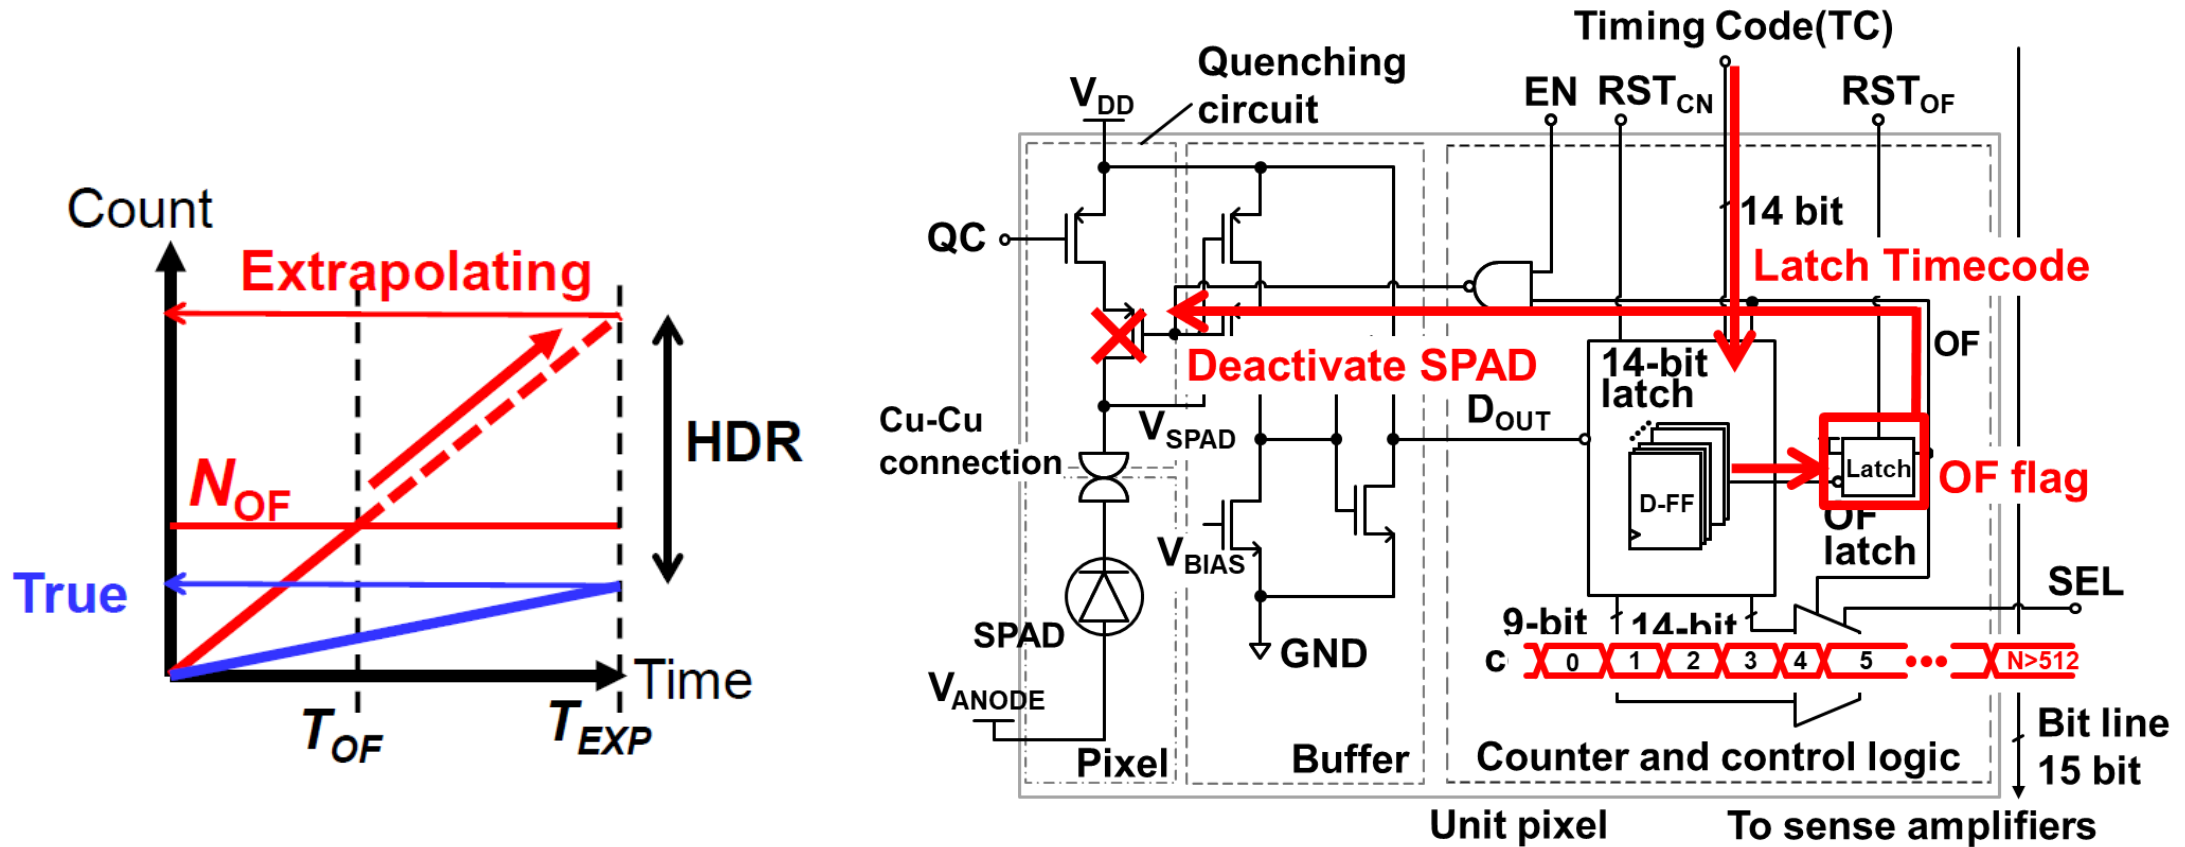 Count
Extrapolating
HDR
NOF
True
Time
TOF
TEXP
Timing Code(TC)
Quenching
circuit
VDD
EN
RSTCN
RSTOF
QC
14 bit
Latch Timecode
OF
Deactivate SPAD
14-bit
latch
DOUT
Cu-Cu
connection
VSPAD
D-FF
Latch
OF flag
OF
latch
VBIAS
SPAD
GND
SEL
9-bit
14-bit
c
0
1
2
3
4
5
N>512
VANODE
Pixel
Buffer
Counter and control logic
Bit line
15 bit
Unit pixel
To sense amplifiers